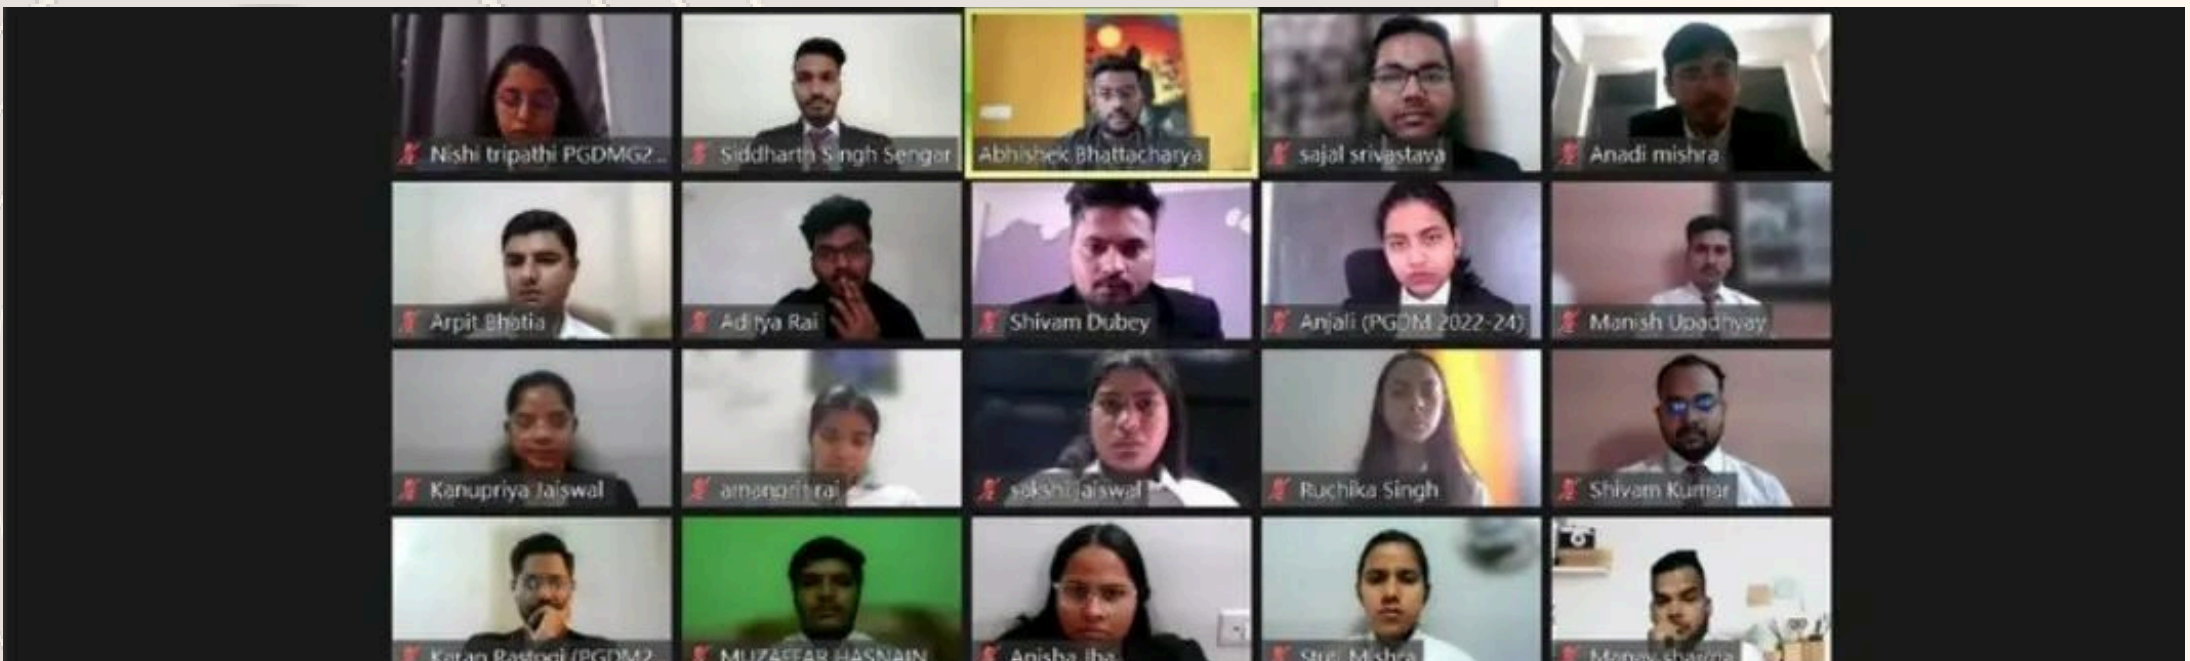 Nishi tripathi PGDMG2...
Siddharth Singh Sengar
Abhishek Bhattacharya
sajal srivastava
Anadi mishra
Arpit Bhatia
Aditya Rai
Shivam Dubey
Anjali (PGDM 2022-24)
Manish Upadhyay
Kanupriya Jaiswal
amanprit rai
sakshi jaiswal
Ruchika Singh
Shivam Kumar
Karan Rastogi (PGDM2...
MUZAFFAR HASNAIN
Anisha Jha
Stuti Mishra
Manav sharma